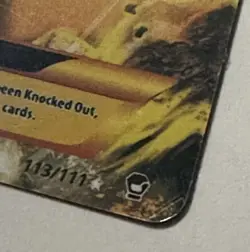 een Knocked Out,
cards.
113/111